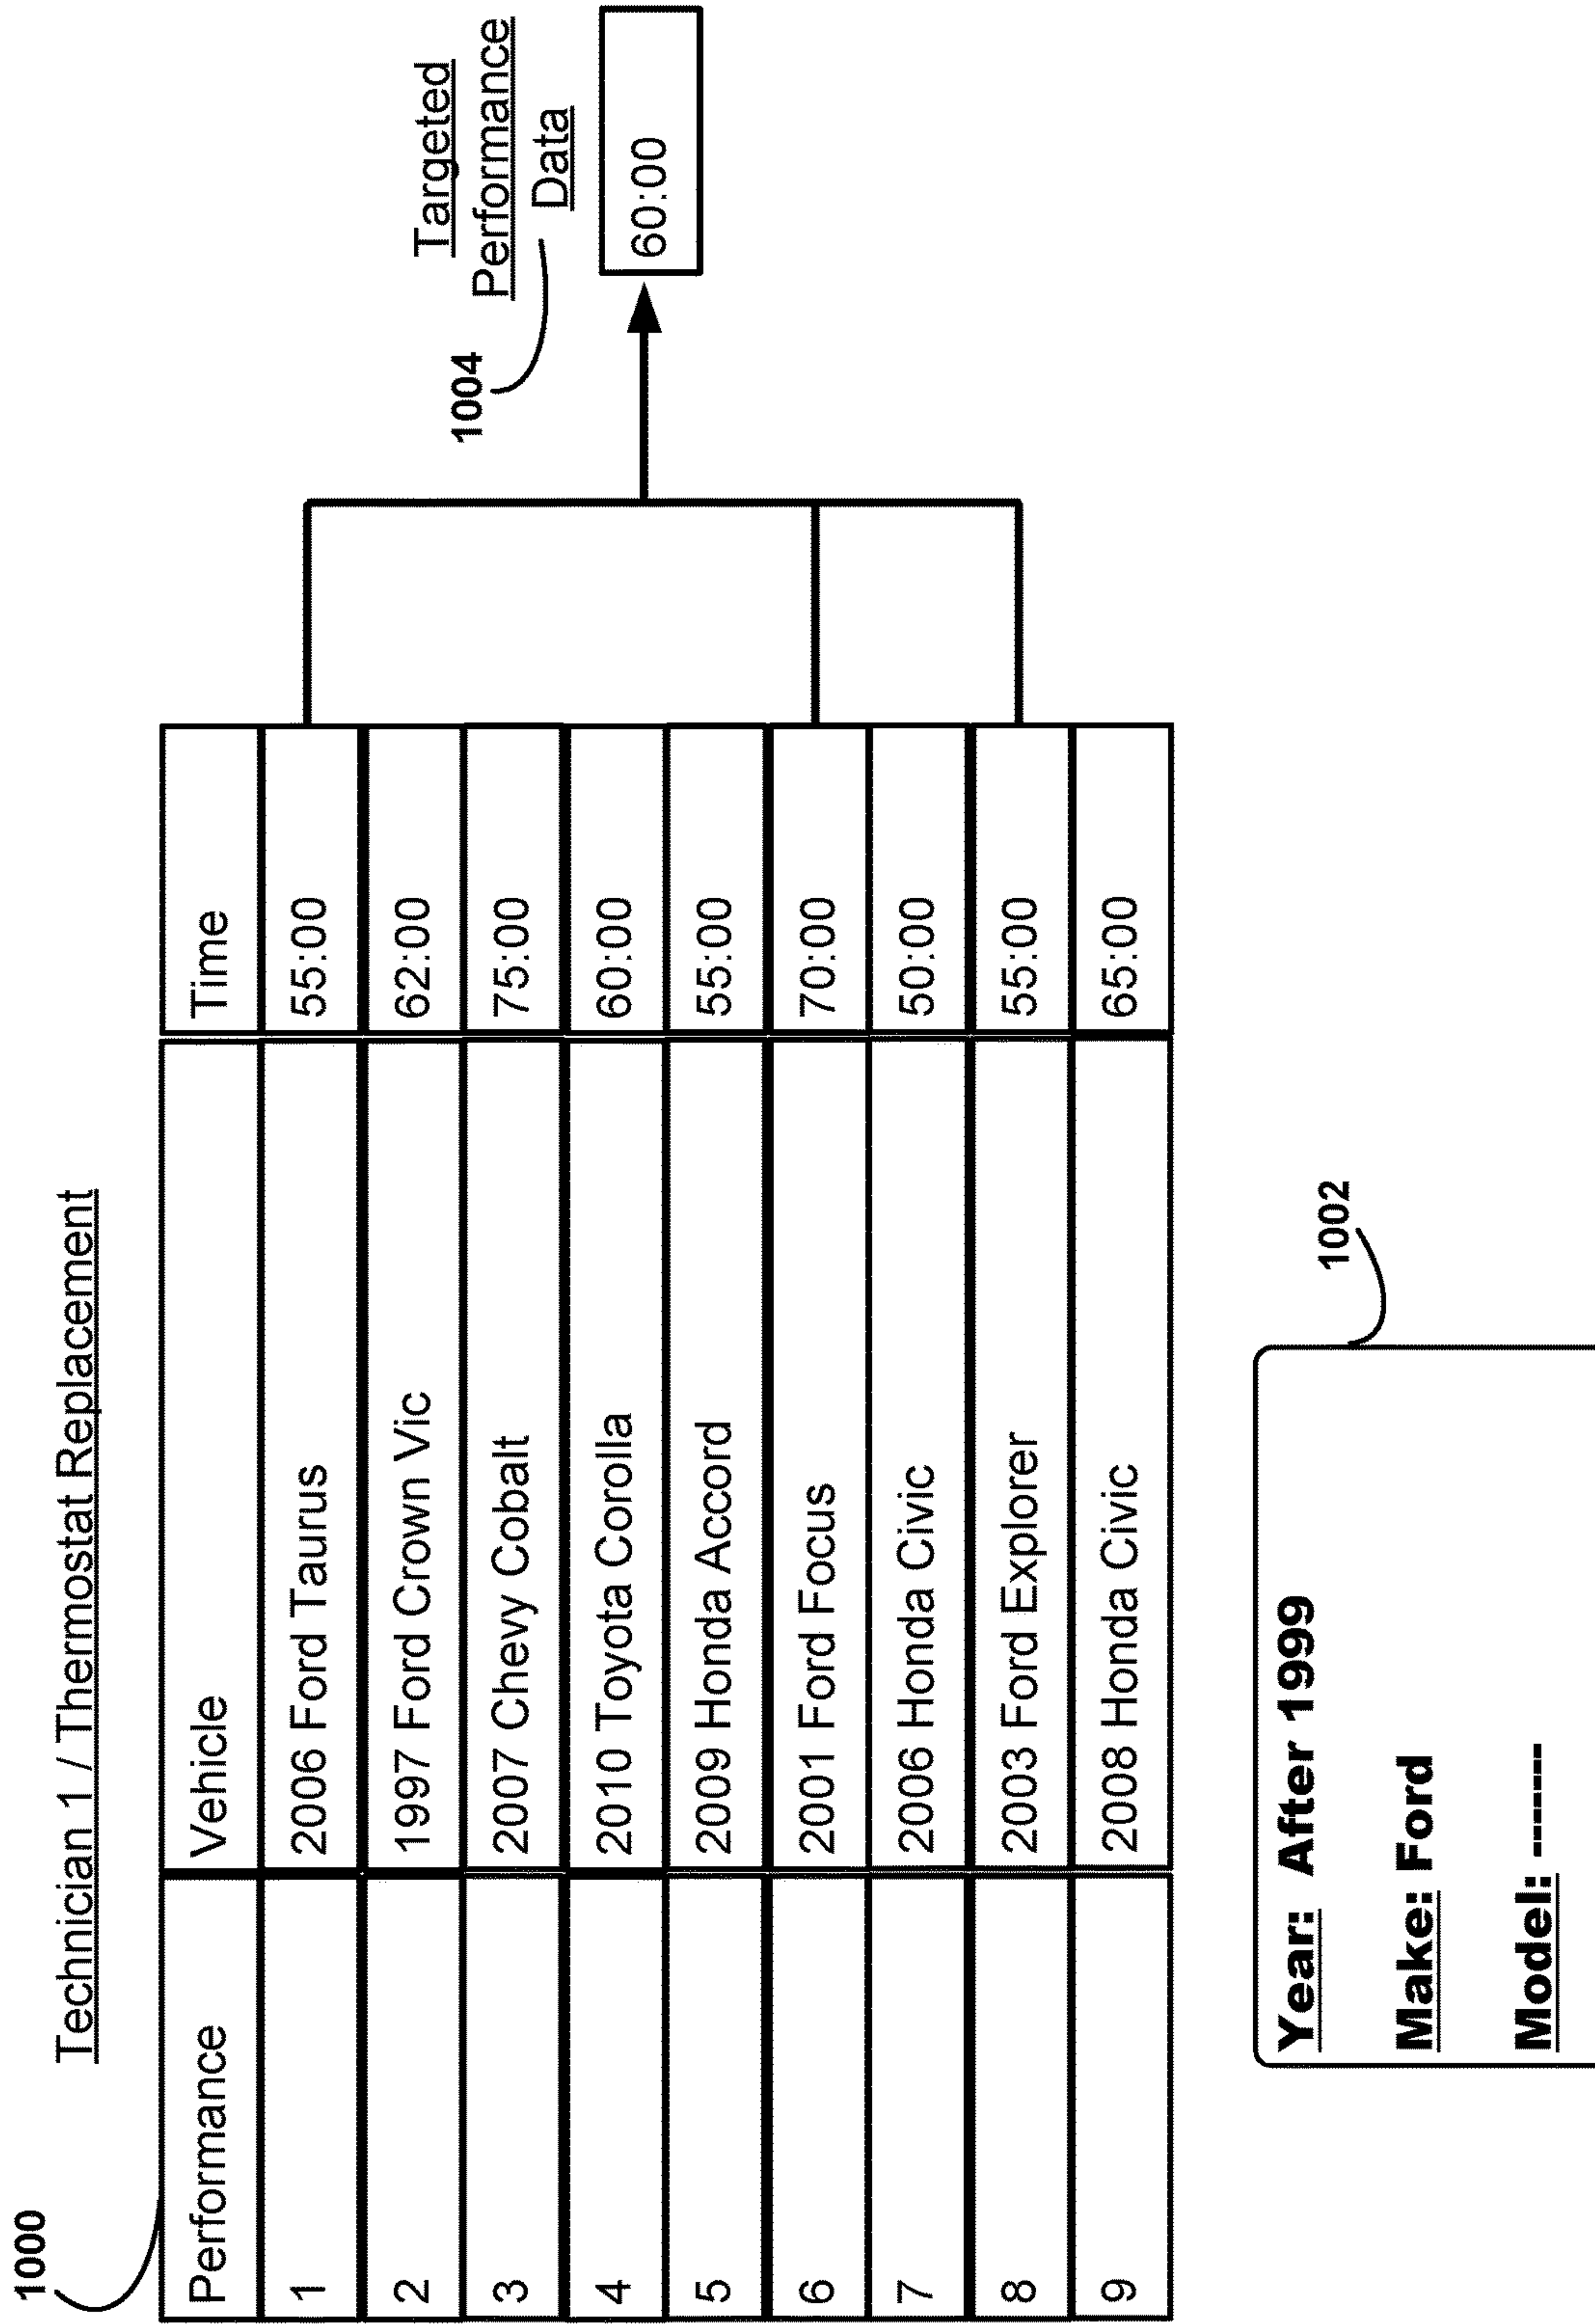 1000
Technician 1 / Thermostat Replacement
Performance Vehicle Time
1 2006 Ford Taurus 55:00
2 1997 Ford Crown Vic 62:00
3 2007 Chevy Cobalt 75:00
4 2010 Toyota Corolla 60:00
5 2009 Honda Accord 55:00
6 2001 Ford Focus 70:00
7 2006 Honda Civic 50:00
8 2003 Ford Explorer 55:00
9 2008 Honda Civic 65:00
1004
Targeted
Performance
Data
60:00
1002
Year: After 1999
Make: Ford
Model: ------